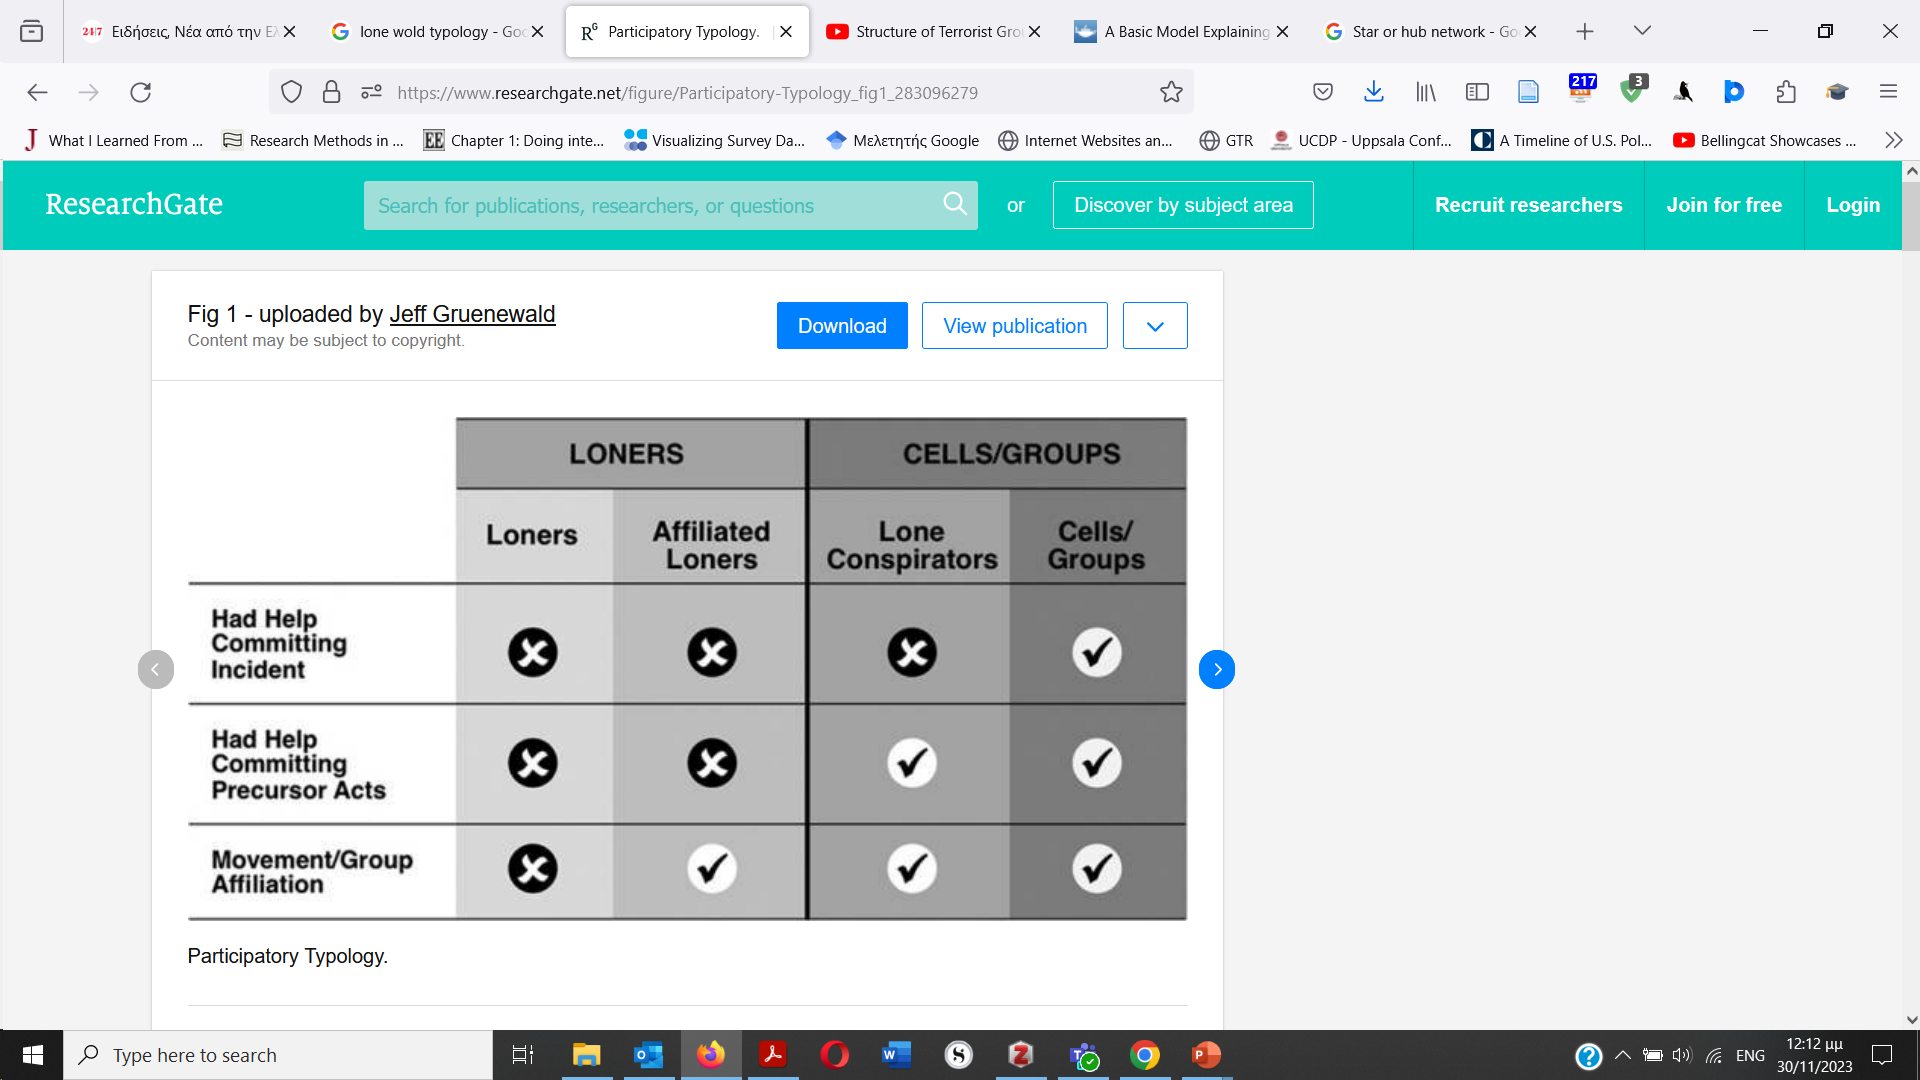 Ειδήσεις, Νέα από την Ελ
lone wold typology - Goo
Participatory Typology.
Structure of Terrorist Gro
A Basic Model Explaining
Star or hub network - Go
https://www.researchgate.net/figure/Participatory-Typology_fig1_283096279
217
3
What I Learned From ...
Research Methods in ...
Chapter 1: Doing inte...
Visualizing Survey Da...
Μελετητής Google
Internet Websites an...
GTR
UCDP - Uppsala Conf...
A Timeline of U.S. Pol...
Bellingcat Showcases ...
ResearchGate
Search for publications, researchers, or questions
or
Discover by subject area
Recruit researchers
Join for free
Login
Fig 1 - uploaded by Jeff Gruenewald
Content may be subject to copyright.
Download
View publication
LONERS
CELLS/GROUPS
Loners
Affiliated
Loners
Lone
Conspirators
Cells/
Groups
Had Help
Committing
Incident
Had Help
Committing
Precursor Acts
Movement/Group
Affiliation
Participatory Typology.
Type here to search
ENG
12:12 μμ
30/11/2023